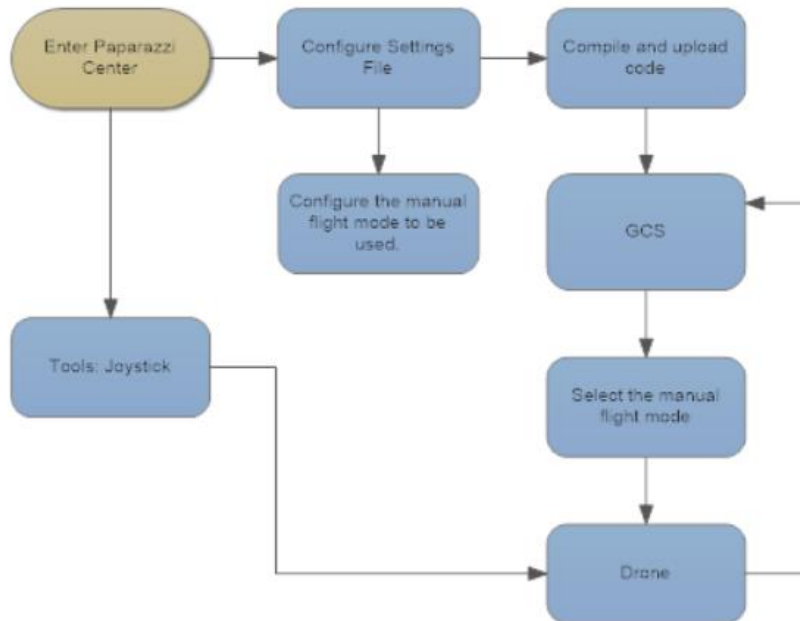 Enter Paparazzi
Center
Configure Settings
File
Compile and upload
code
Configure the manual
flight mode to be
used.
GCS
Tools: Joystick
Select the manual
flight mode
Drone